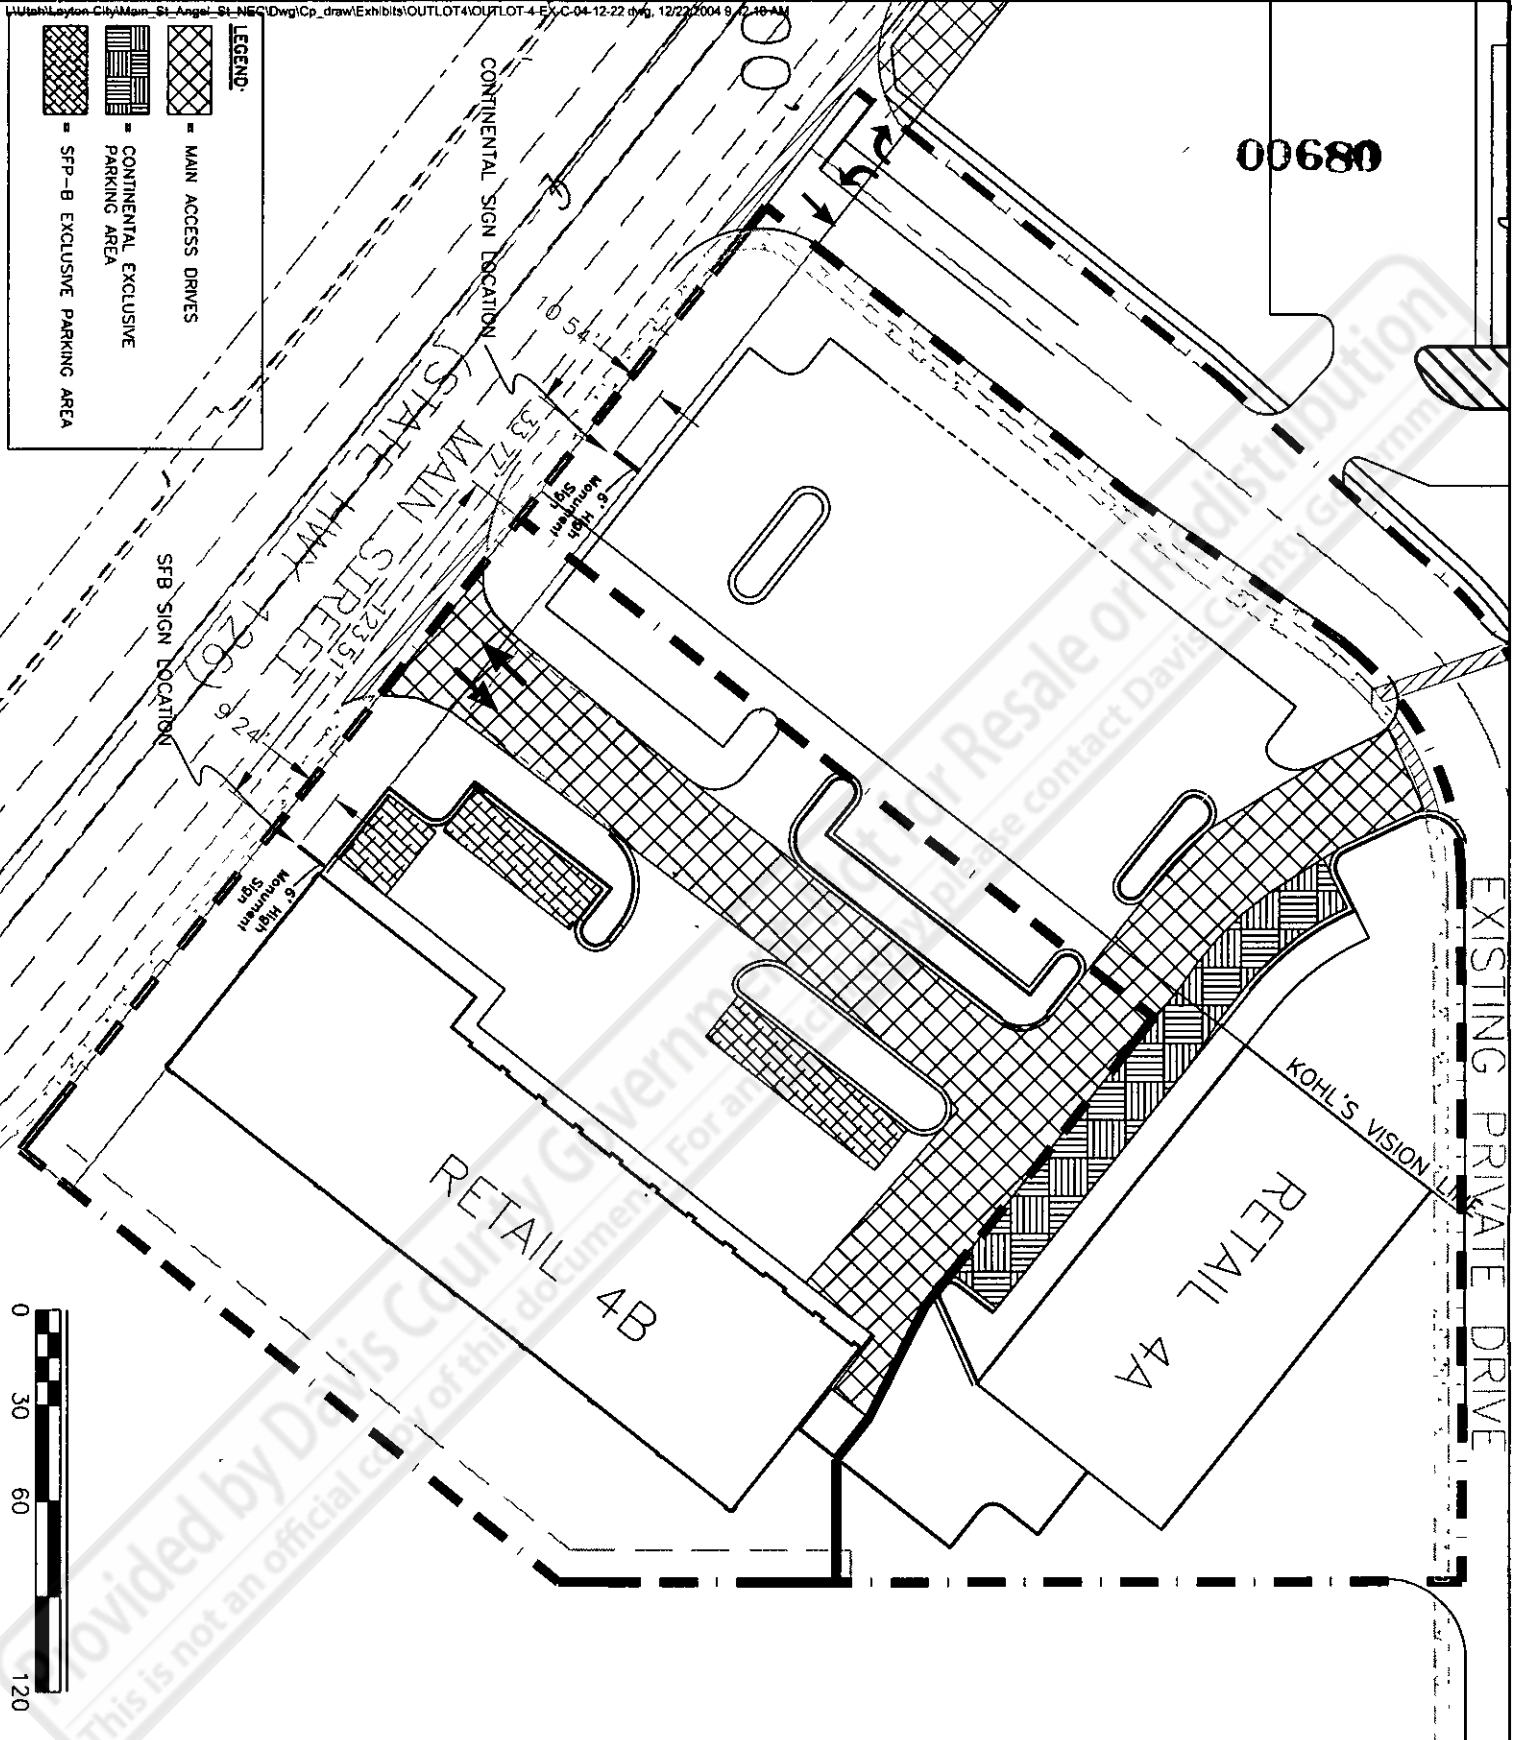 I:\Utah\Layton City\Main_St_Angel_St_NEC\Dwg\Cp_draw\Exhibits\OUTLOT4\OUTLOT-4-EX-C-04-12-22.dwg, 12/22/2004 9:42:18 AM
LEGEND:
= MAIN ACCESS DRIVES
= CONTINENTAL EXCLUSIVE
PARKING AREA
= SFP-B EXCLUSIVE PARKING AREA
00680
CONTINENTAL SIGN LOCATION
10.54'
33.77'
6' High
Monument
Sign
MAIN STREET
(STATE HWY 126)
123.51'
SFB SIGN LOCATION
9.24'
6' High
Monument
Sign
EXISTING PRIVATE DRIVE
KOHL'S VISION LINE
RETAIL 4A
RETAIL 4B
0 30 60 120
Provided by Davis County Government Not for Resale or Redistribution
This is not an official copy of this document. For an official copy please contact Davis County Government